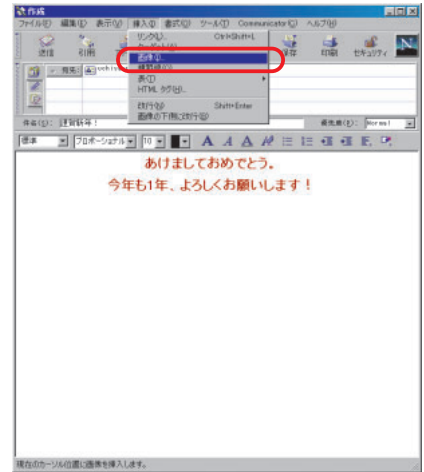 作成
ファイル(F) 編集(E) 表示(V) 挿入(I) 書式(O) ツール(T) Communicator(C) ヘルプ(H)
リンク(L)... Ctrl+Shift+L
画像(I)...
表(T)
HTML タグ(H)...
改行(B) Shift+Enter
画像の下側に改行(B)
送信 引用 保存 印刷 セキュリティ
宛先:
件名(S): 謹賀新年! 優先度(P): Normal
標準 プロポーショナル 10
あけましておめでとう。
今年も1年、よろしくお願いします!
現在のカーソル位置に画像を挿入します。